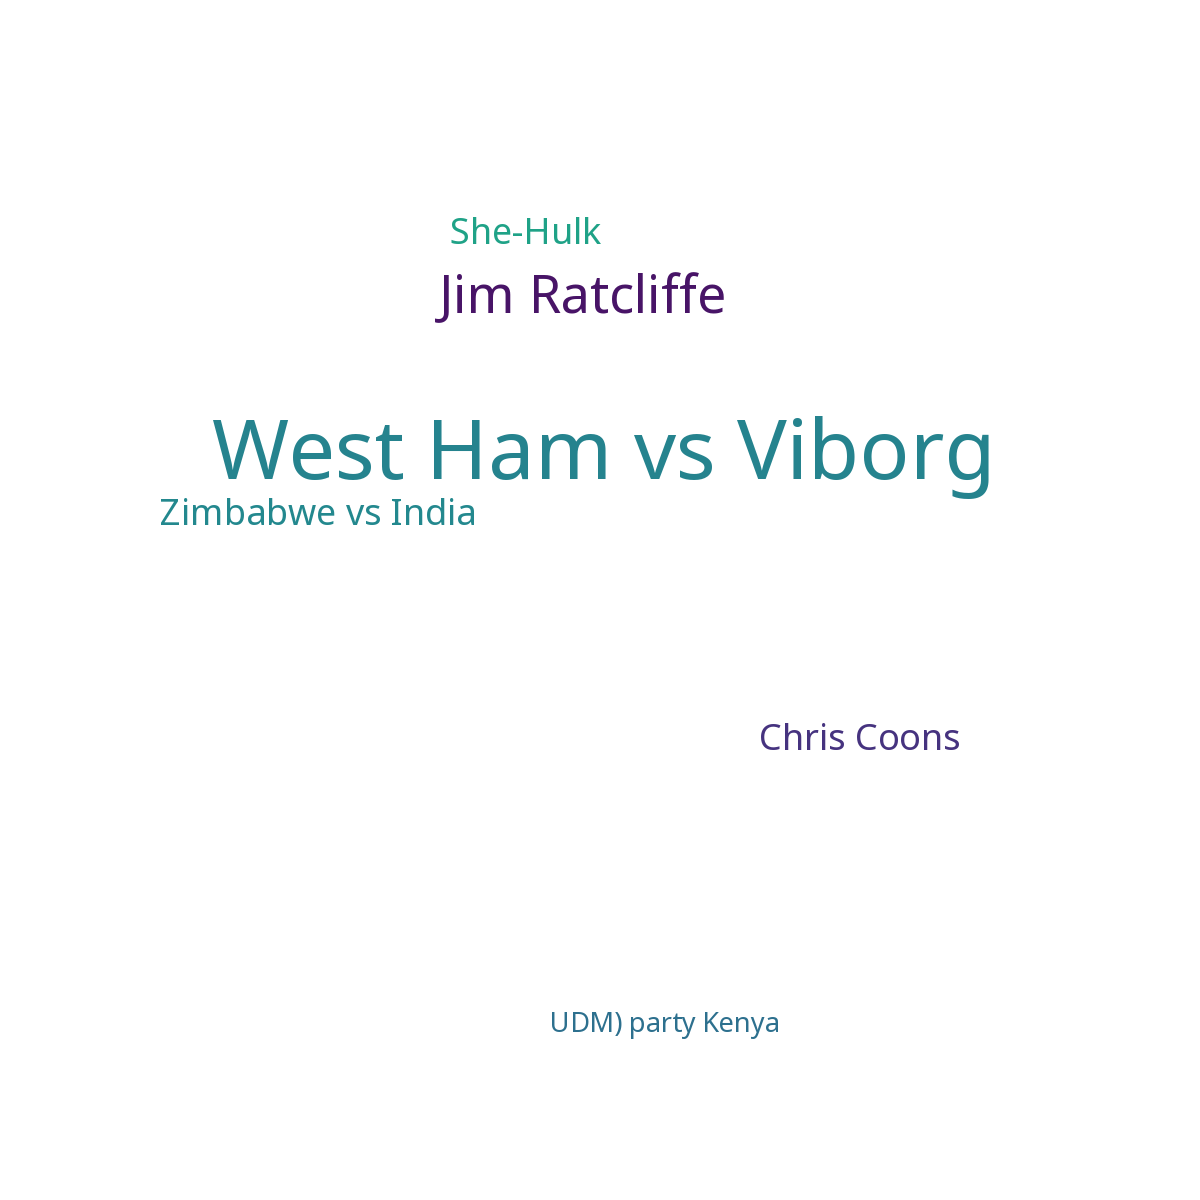 She-Hulk
Jim Ratcliffe
West Ham vs Viborg
Zimbabwe vs India
Chris Coons
UDM) party Kenya